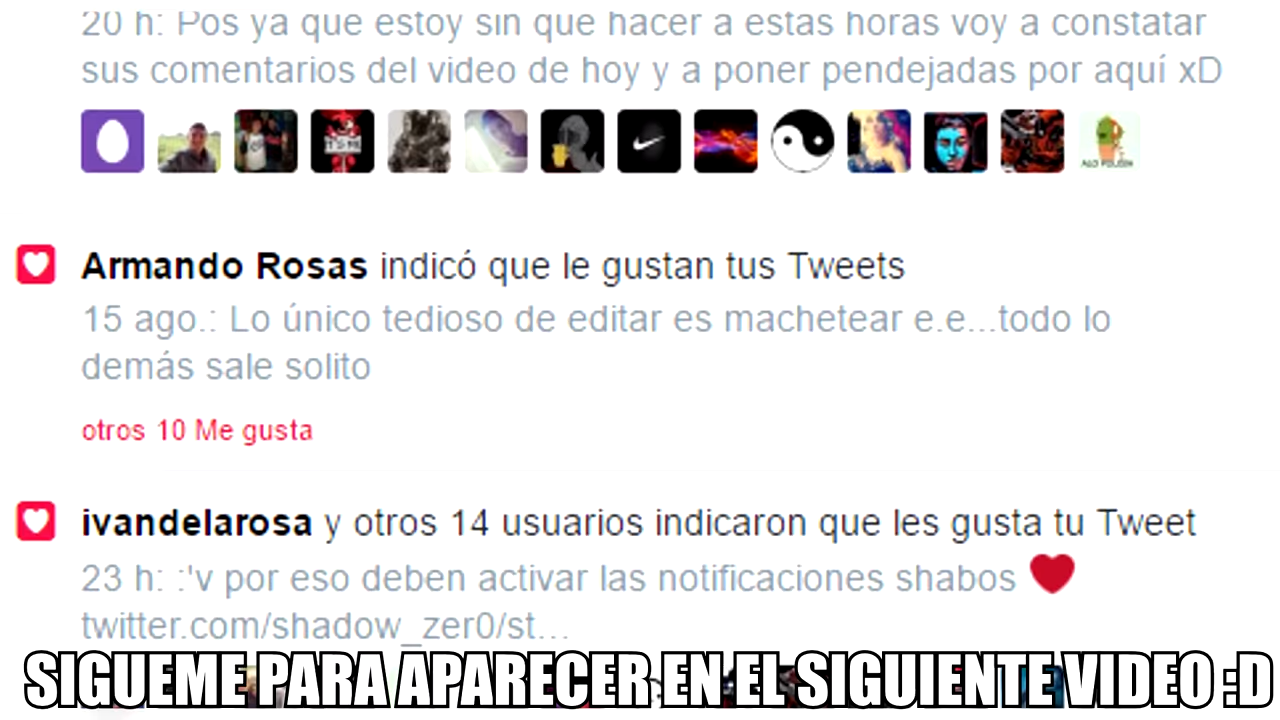 20 h: Pos ya que estoy sin que hacer a estas horas voy a constatar
sus comentarios del video de hoy y a poner pendejadas por aquí xD
IT'S ME
Armando Rosas indicó que le gustan tus Tweets
15 ago.: Lo único tedioso de editar es machetear e.e...todo lo
demás sale solito
otros 10 Me gusta
ivandelarosa y otros 14 usuarios indicaron que les gusta tu Tweet
23 h: :'v por eso deben activar las notificaciones shabos ❤
twitter.com/shadow_zer0/st...
SIGUEME PARA APARECER EN EL SIGUIENTE VIDEO :D